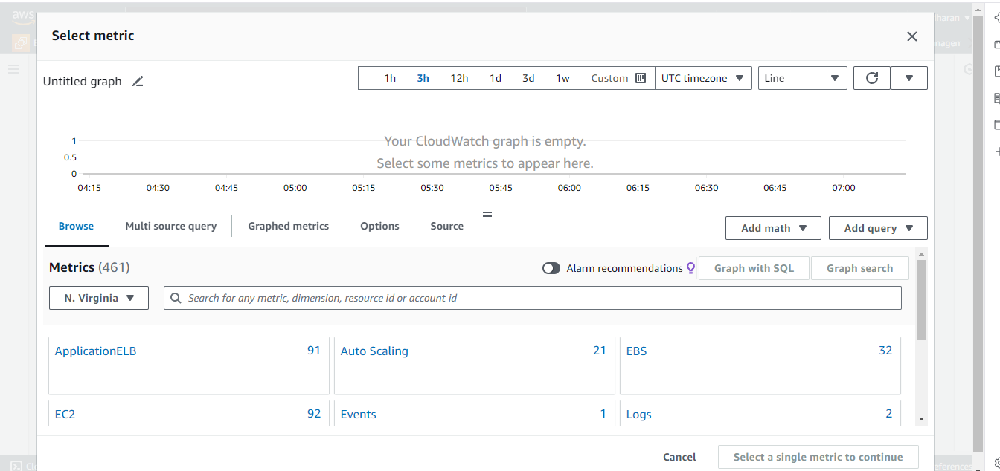 aws
Select metric
haran
nagem
Untitled graph
1h 3h 12h 1d 3d 1w Custom UTC timezone Line
Your CloudWatch graph is empty.
Select some metrics to appear here.
1
0.5
0
04:15 04:30 04:45 05:00 05:15 05:30 05:45 06:00 06:15 06:30 06:45 07:00
Browse Multi source query Graphed metrics Options Source Add math Add query
Metrics (461) Alarm recommendations Graph with SQL Graph search
N. Virginia Search for any metric, dimension, resource id or account id
ApplicationELB 91 Auto Scaling 21 EBS 32
EC2 92 Events 1 Logs 2
Cancel Select a single metric to continue
Clo eferences